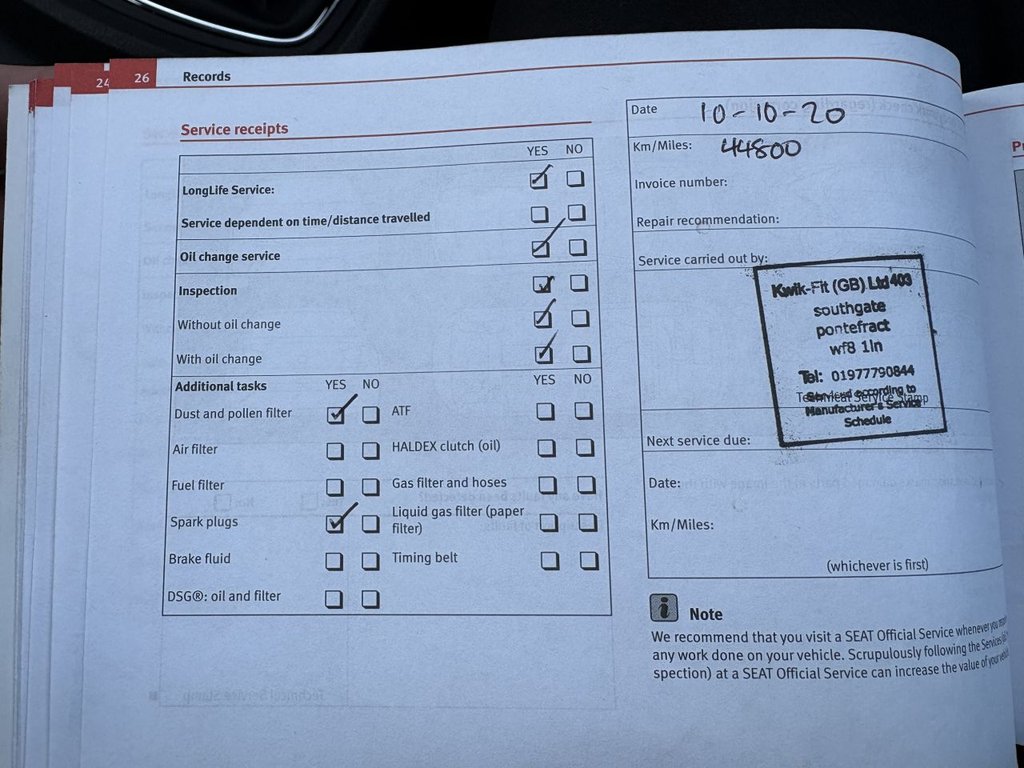 24
26 Records
Service receipts
YES NO
LongLife Service:
Service dependent on time/distance travelled
Oil change service
Inspection
Without oil change
With oil change
Additional tasks YES NO YES NO
Dust and pollen filter ATF
Air filter HALDEX clutch (oil)
Fuel filter Gas filter and hoses
Spark plugs Liquid gas filter (paper
filter)
Brake fluid Timing belt
DSG®: oil and filter
Date 10-10-20
Km/Miles: 44800
Invoice number:
Repair recommendation:
Service carried out by:
Kwik-Fit (GB) Ltd 403
southgate
pontefract
wf8 1ln
Tel: 01977790844
Serviced according to
Technical Service Stamp
Manufacturer's Service
Schedule
Next service due:
Date:
Km/Miles:
(whichever is first)
i Note
We recommend that you visit a SEAT Official Service whenever you
any work done on your vehicle. Scrupulously following the Services
spection) at a SEAT Official Service can increase the value of your